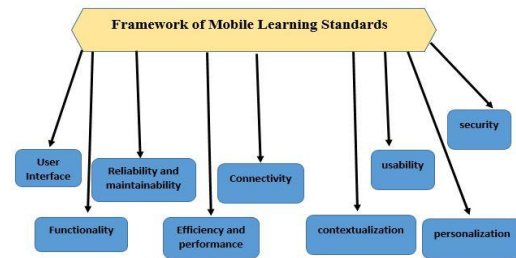 Framework of Mobile Learning Standards
security
User
Interface
Reliability and
maintainability
Connectivity
usability
Functionality
Efficiency and
performance
contextualization
personalization